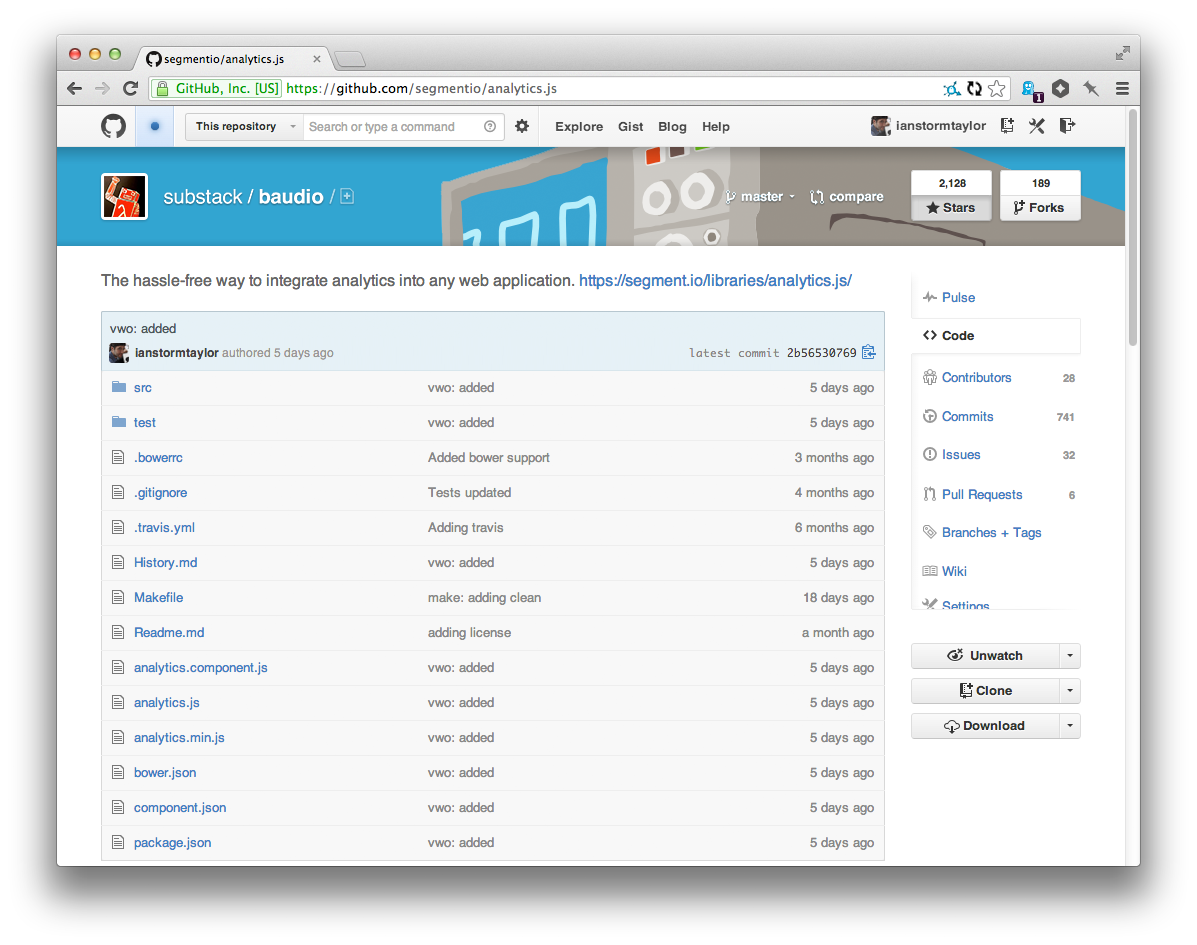 segmentio/analytics.js
GitHub, Inc. [US] https://github.com/segmentio/analytics.js
1
This repository Search or type a command Explore Gist Blog Help ianstormtaylor
substack / baudio / master compare
2,128 189
Stars Forks
The hassle-free way to integrate analytics into any web application. https://segment.io/libraries/analytics.js/
vwo: added
ianstormtaylor authored 5 days ago latest commit 2b56530769
src vwo: added 5 days ago
test vwo: added 5 days ago
.bowerrc Added bower support 3 months ago
.gitignore Tests updated 4 months ago
.travis.yml Adding travis 6 months ago
History.md vwo: added 5 days ago
Makefile make: adding clean 18 days ago
Readme.md adding license a month ago
analytics.component.js vwo: added 5 days ago
analytics.js vwo: added 5 days ago
analytics.min.js vwo: added 5 days ago
bower.json vwo: added 5 days ago
component.json vwo: added 5 days ago
package.json vwo: added 5 days ago
Pulse
Code
Contributors 28
Commits 741
Issues 32
Pull Requests 6
Branches + Tags
Wiki
Settings
Unwatch
Clone
Download